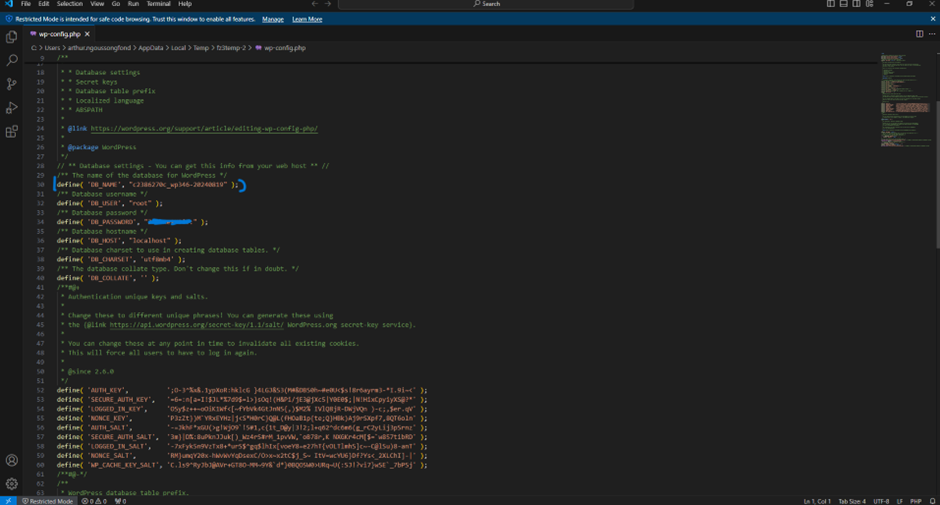 File Edit Selection View Go Run Terminal Help
Search
Restricted Mode is intended for safe code browsing. Trust this window to enable all features. Manage Learn More
wp-config.php
C: > Users > arthur.ngoussongfond > AppData > Local > Temp > fz3temp-2 > wp-config.php
9 /**
18 * * Database settings
19 * * Secret keys
20 * * Database table prefix
21 * * Localized language
22 * * ABSPATH
23 *
24 * @link https://wordpress.org/support/article/editing-wp-config-php/
25 *
26 * @package WordPress
27 */
28 // ** Database settings - You can get this info from your web host ** //
29 /** The name of the database for WordPress */
30 define( 'DB_NAME', "c2386270c_wp346-20240819" );
31 /** Database username */
32 define( 'DB_USER', "root" );
33 /** Database password */
34 define( 'DB_PASSWORD', " " );
35 /** Database hostname */
36 define( 'DB_HOST', "localhost" );
37 /** Database charset to use in creating database tables. */
38 define( 'DB_CHARSET', 'utf8mb4' );
39 /** The database collate type. Don't change this if in doubt. */
40 define( 'DB_COLLATE', '' );
41 /**#@+
42 * Authentication unique keys and salts.
43 *
44 * Change these to different unique phrases! You can generate these using
45 * the {@link https://api.wordpress.org/secret-key/1.1/salt/ WordPress.org secret-key service}.
46 *
47 * You can change these at any point in time to invalidate all existing cookies.
48 * This will force all users to have to log in again.
49 *
50 * @since 2.6.0
51 */
52 define( 'AUTH_KEY',
53 define( 'SECURE_AUTH_KEY',
54 define( 'LOGGED_IN_KEY',
55 define( 'NONCE_KEY',
56 define( 'AUTH_SALT',
57 define( 'SECURE_AUTH_SALT',
58 define( 'LOGGED_IN_SALT',
59 define( 'NONCE_SALT',
60 define( 'WP_CACHE_KEY_SALT',
61 /**#@-*/
62 /**
63 * WordPress database table prefix.
Restricted Mode 0 0 0 Ln 1, Col 1 Tab Size: 4 UTF-8 LF PHP